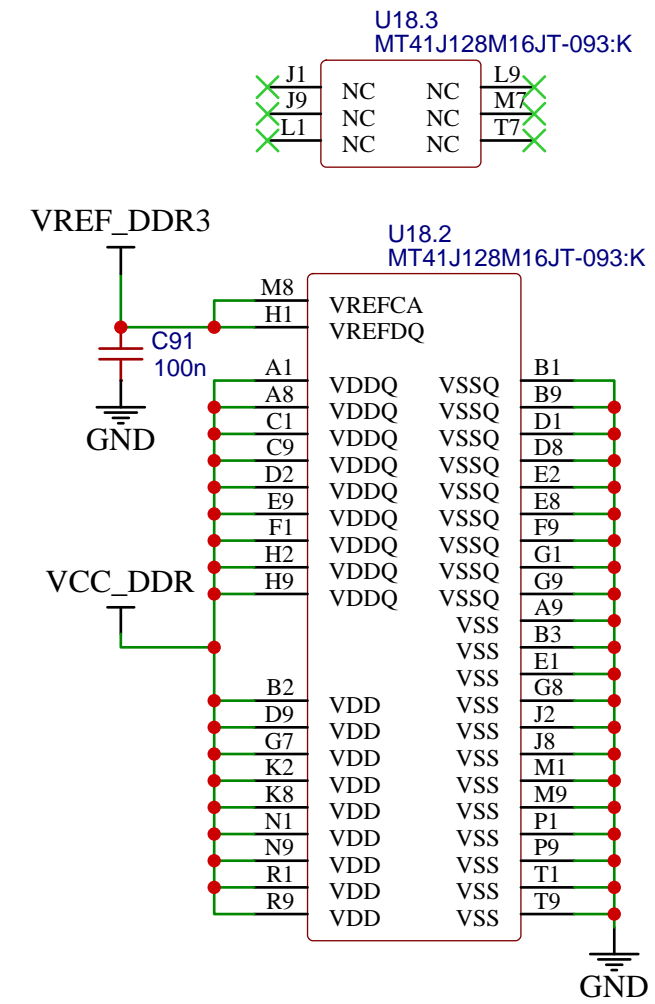 U18.3
MT41J128M16JT-093:K
J1 NC NC L9
J9 NC NC M7
L1 NC NC T7
VREF_DDR3
U18.2
MT41J128M16JT-093:K
M8 VREFCA
H1 VREFDQ
C91
100n
GND
A1 VDDQ VSSQ B1
A8 VDDQ VSSQ B9
C1 VDDQ VSSQ D1
C9 VDDQ VSSQ D8
D2 VDDQ VSSQ E2
E9 VDDQ VSSQ E8
F1 VDDQ VSSQ F9
H2 VDDQ VSSQ G1
H9 VDDQ VSSQ G9
VCC_DDR
VSS A9
VSS B3
VSS E1
B2 VDD VSS G8
D9 VDD VSS J2
G7 VDD VSS J8
K2 VDD VSS M1
K8 VDD VSS M9
N1 VDD VSS P1
N9 VDD VSS P9
R1 VDD VSS T1
R9 VDD VSS T9
GND